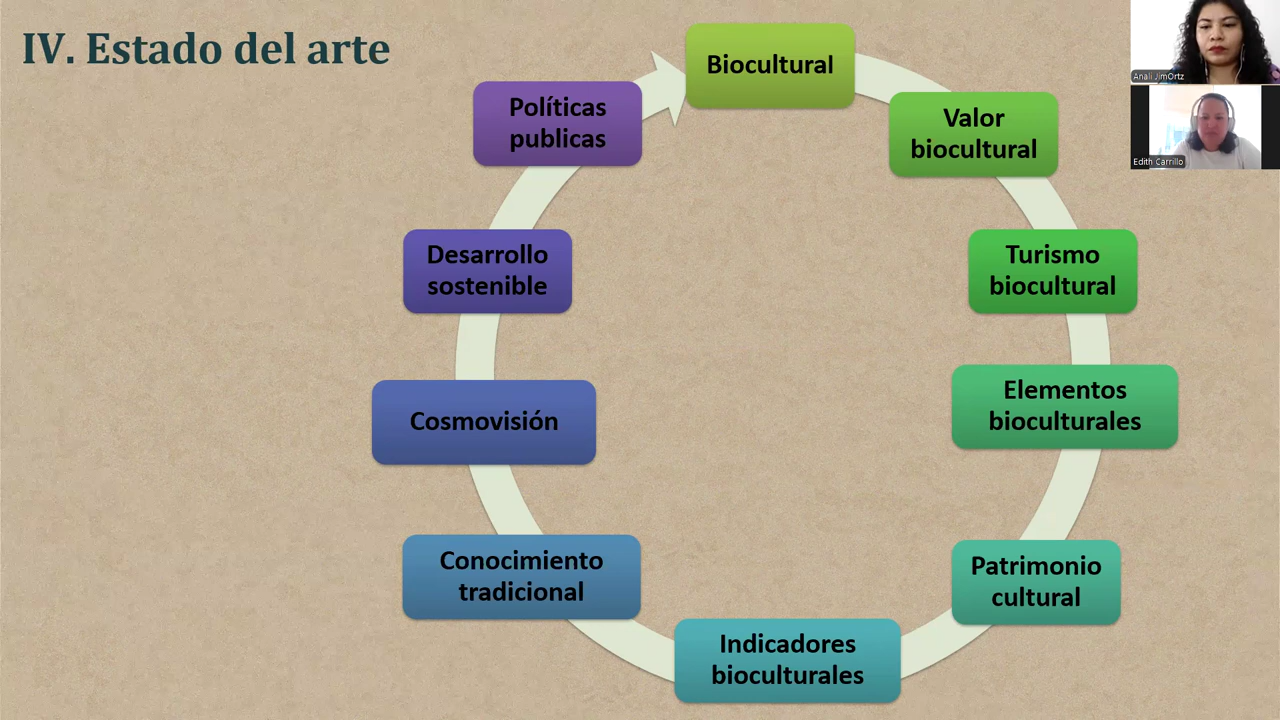 IV. Estado del arte
Biocultural
Valor
biocultural
Turismo
biocultural
Elementos
bioculturales
Patrimonio
cultural
Indicadores
bioculturales
Conocimiento
tradicional
Cosmovisión
Desarrollo
sostenible
Políticas
publicas
Anali JimOrtz
Edith Carrillo